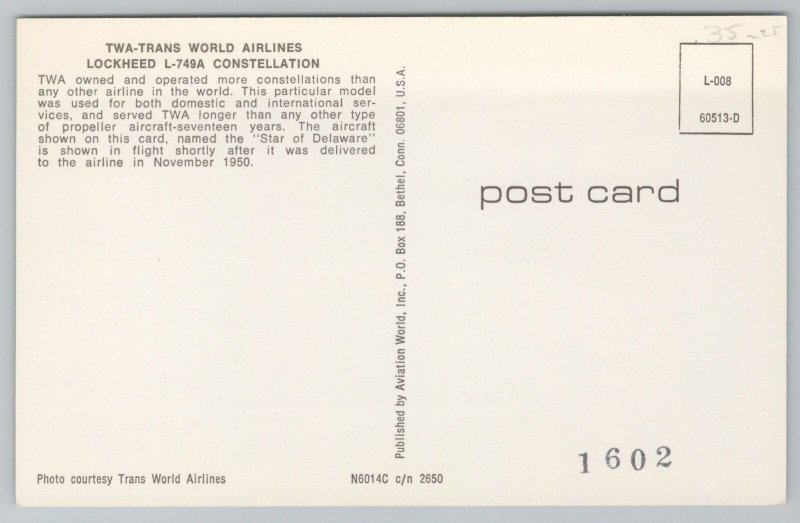 TWA-TRANS WORLD AIRLINES
LOCKHEED L-749A CONSTELLATION
TWA owned and operated more constellations than
any other airline in the world. This particular model
was used for both domestic and international ser-
vices, and served TWA longer than any other type
of propeller aircraft-seventeen years. The aircraft
shown on this card, named the "Star of Delaware"
is shown in flight shortly after it was delivered
to the airline in November 1950.
Photo courtesy Trans World Airlines
Published by Aviation World, Inc., P.O. Box 188, Bethel, Conn. 06801, U.S.A.
N6014C c/n 2650
.35
L-008
60513-D
post card
1602